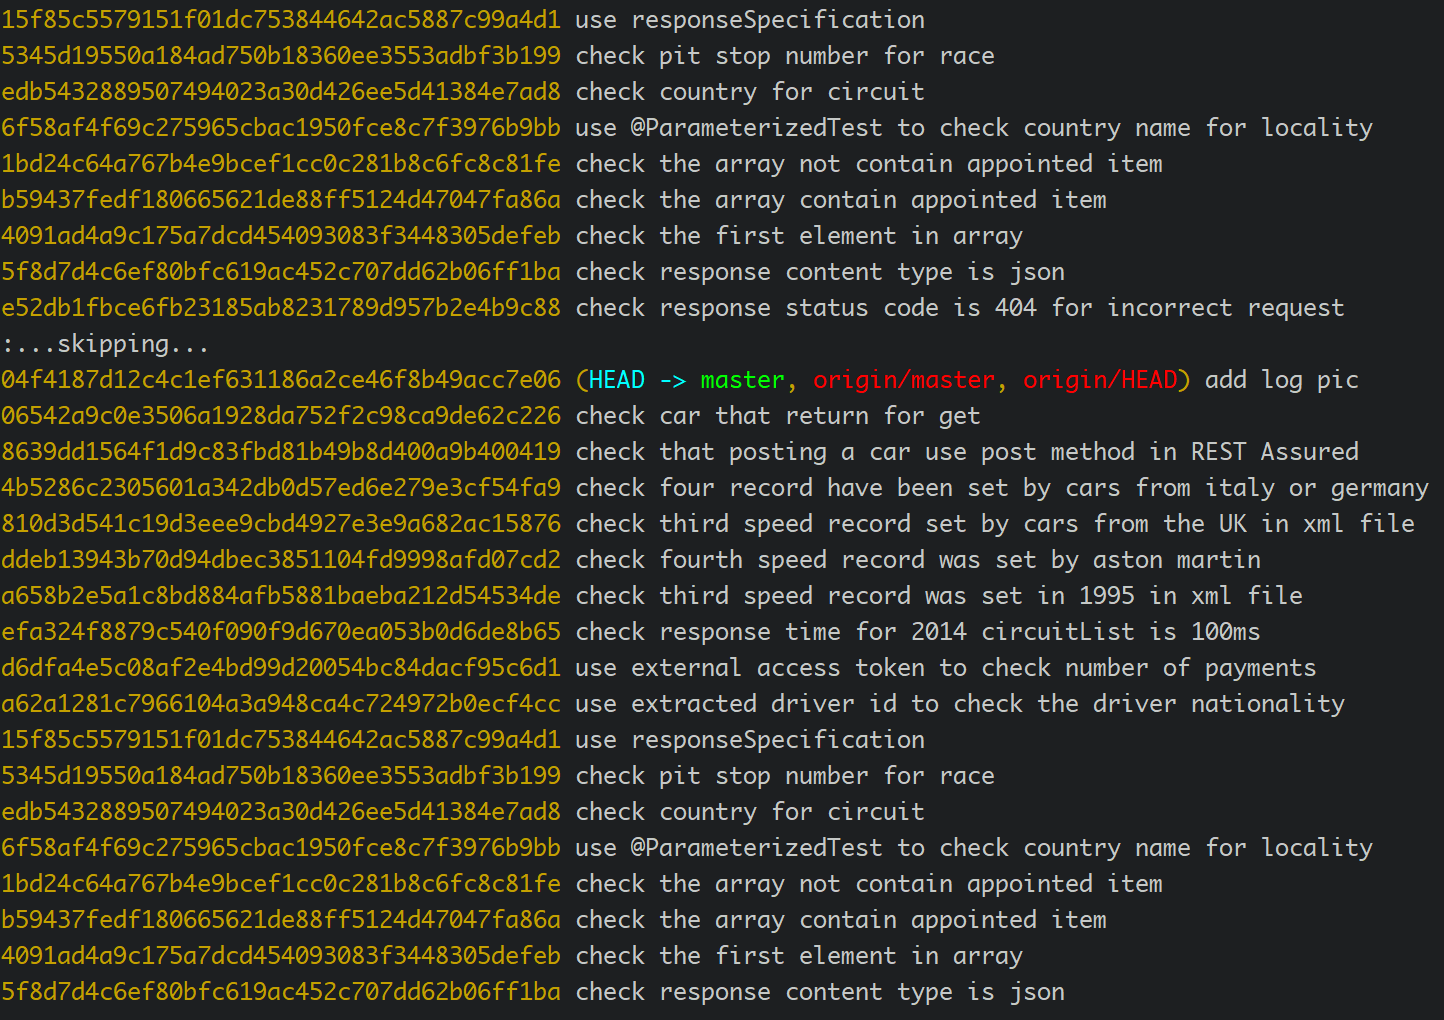 15f85c5579151f01dc753844642ac5887c99a4d1 use responseSpecification
5345d19550a184ad750b18360ee3553adbf3b199 check pit stop number for race
edb5432889507494023a30d426ee5d41384e7ad8 check country for circuit
6f58af4f69c275965cbac1950fce8c7f3976b9bb use @ParameterizedTest to check country name for locality
1bd24c64a767b4e9bcef1cc0c281b8c6fc8c81fe check the array not contain appointed item
b59437fedf180665621de88ff5124d47047fa86a check the array contain appointed item
4091ad4a9c175a7dcd454093083f3448305defeb check the first element in array
5f8d7d4c6ef80bfc619ac452c707dd62b06ff1ba check response content type is json
e52db1fbce6fb23185ab8231789d957b2e4b9c88 check response status code is 404 for incorrect request
:...skipping...
04f4187d12c4c1ef631186a2ce46f8b49acc7e06 (HEAD -> master, origin/master, origin/HEAD) add log pic
06542a9c0e3506a1928da752f2c98ca9de62c226 check car that return for get
8639dd1564f1d9c83fbd81b49b8d400a9b400419 check that posting a car use post method in REST Assured
4b5286c2305601a342db0d57ed6e279e3cf54fa9 check four record have been set by cars from italy or germany
810d3d541c19d3eee9cbd4927e3e9a682ac15876 check third speed record set by cars from the UK in xml file
ddeb13943b70d94dbec3851104fd9998afd07cd2 check fourth speed record was set by aston martin
a658b2e5a1c8bd884afb5881baeba212d54534de check third speed record was set in 1995 in xml file
efa324f8879c540f090f9d670ea053b0d6de8b65 check response time for 2014 circuitList is 100ms
d6dfa4e5c08af2e4bd99d20054bc84dacf95c6d1 use external access token to check number of payments
a62a1281c7966104a3a948ca4c724972b0ecf4cc use extracted driver id to check the driver nationality
15f85c5579151f01dc753844642ac5887c99a4d1 use responseSpecification
5345d19550a184ad750b18360ee3553adbf3b199 check pit stop number for race
edb5432889507494023a30d426ee5d41384e7ad8 check country for circuit
6f58af4f69c275965cbac1950fce8c7f3976b9bb use @ParameterizedTest to check country name for locality
1bd24c64a767b4e9bcef1cc0c281b8c6fc8c81fe check the array not contain appointed item
b59437fedf180665621de88ff5124d47047fa86a check the array contain appointed item
4091ad4a9c175a7dcd454093083f3448305defeb check the first element in array
5f8d7d4c6ef80bfc619ac452c707dd62b06ff1ba check response content type is json